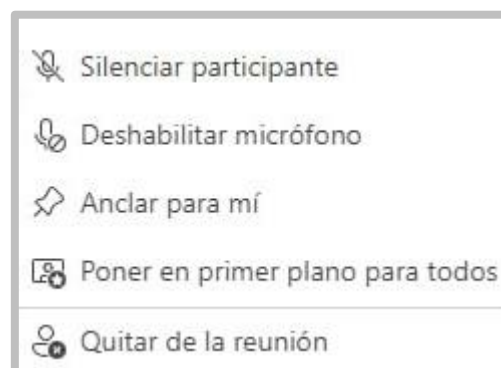 Silenciar participante
Deshabilitar micrófono
Anclar para mí
Poner en primer plano para todos
Quitar de la reunión